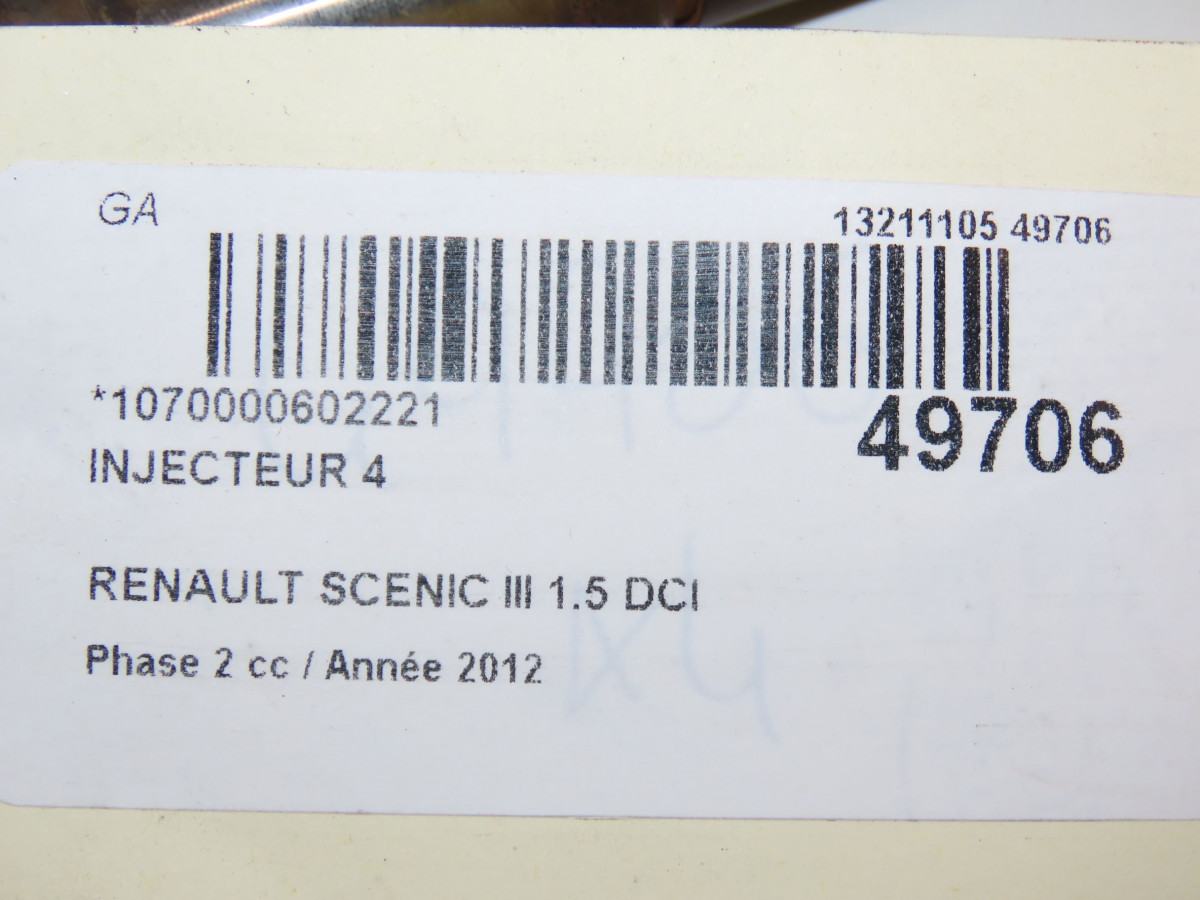 GA
13211105 49706
*1070000602221
49706
INJECTEUR 4
RENAULT SCENIC III 1.5 DCI
Phase 2 cc / Année 2012